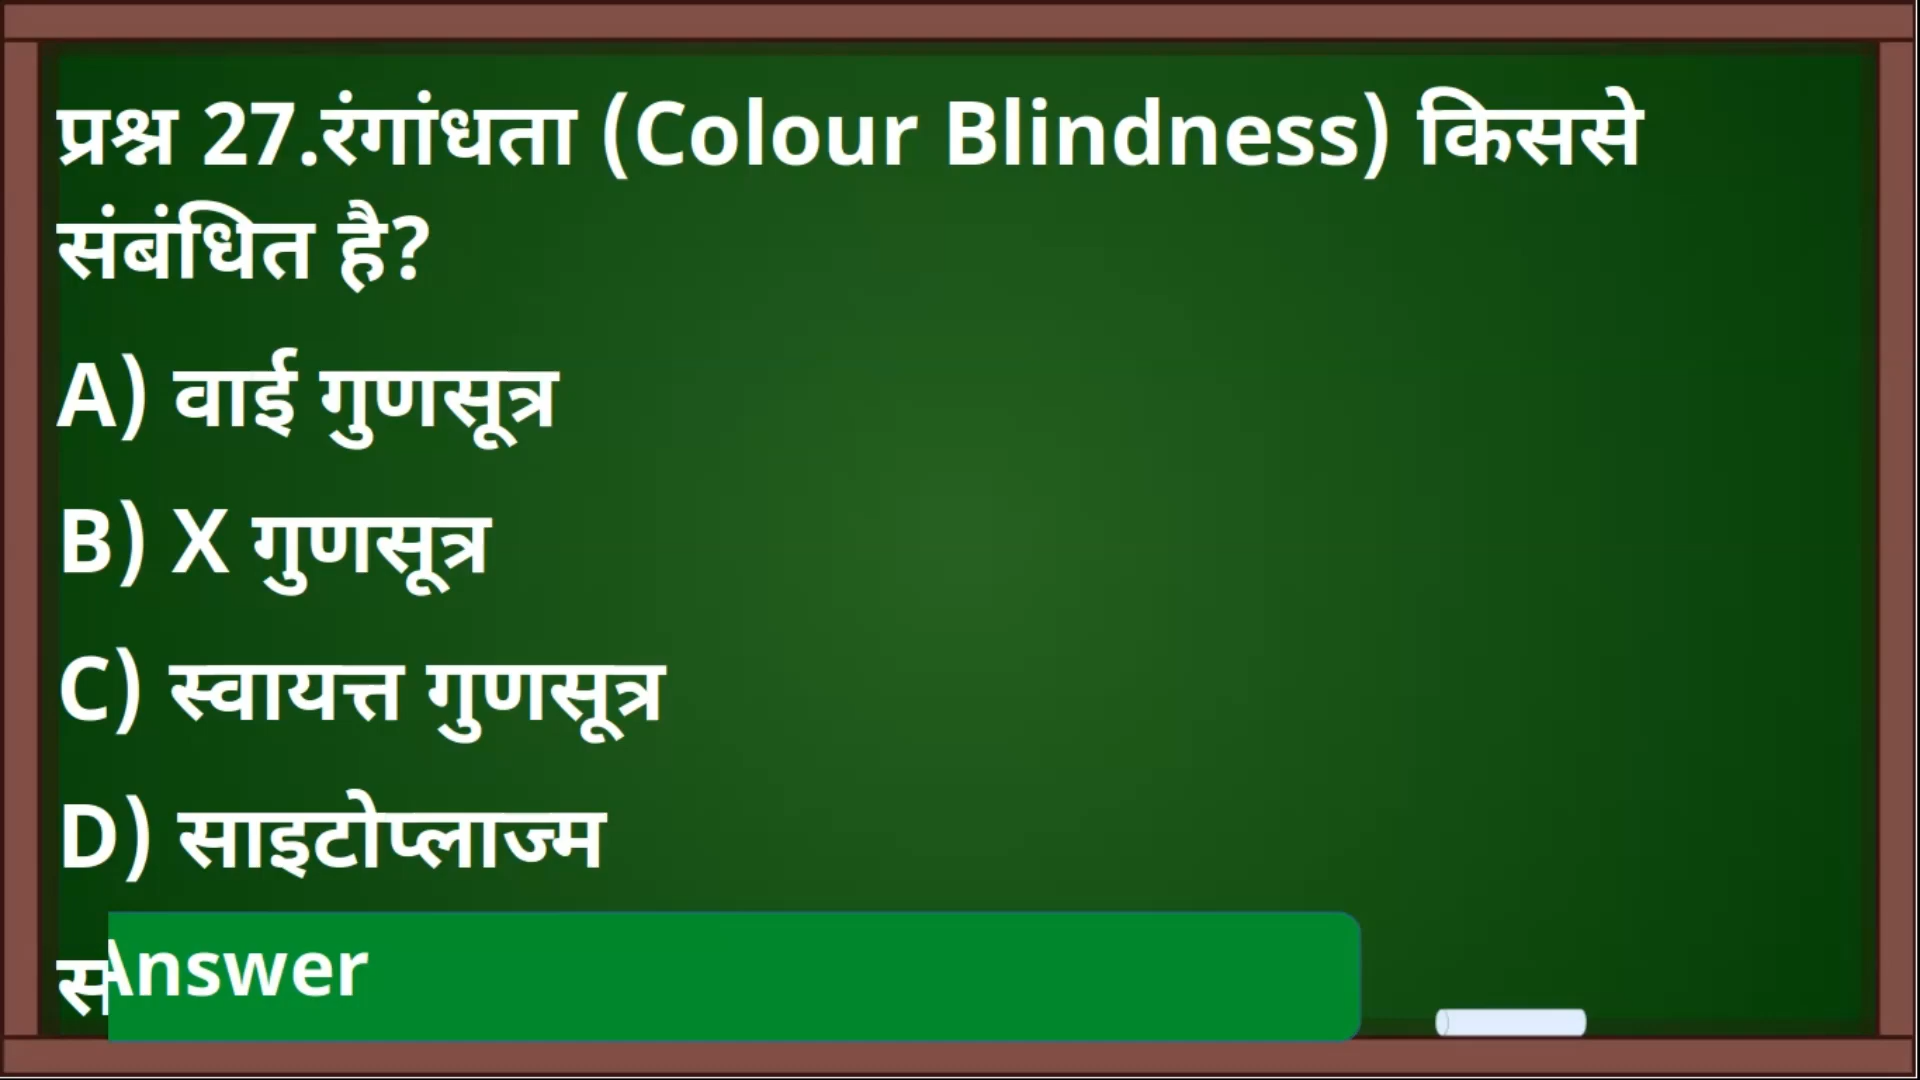 प्रश्न 27.रंगांधता (Colour Blindness) किससे
संबंधित है?
A) वाई गुणसूत्र
B) X गुणसूत्र
C) स्वायत्त गुणसूत्र
D) साइटोप्लाज्म
Answer